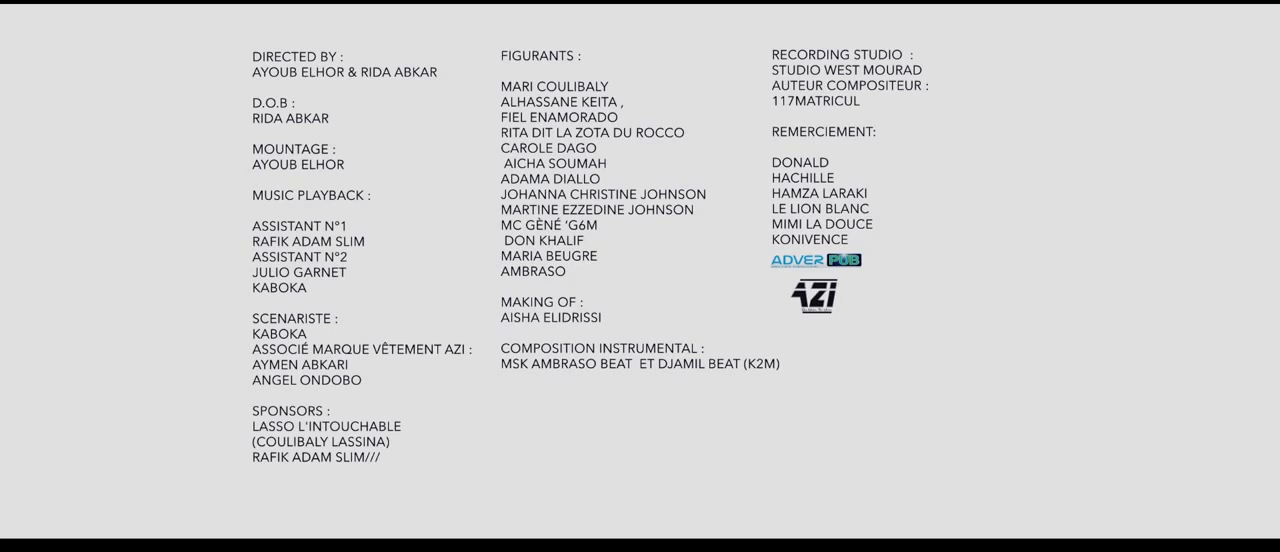 DIRECTED BY :
AYOUB ELHOR & RIDA ABKAR
D.O.B :
RIDA ABKAR
MOUNTAGE :
AYOUB ELHOR
MUSIC PLAYBACK :
ASSISTANT N°1
RAFIK ADAM SLIM
ASSISTANT N°2
JULIO GARNET
KABOKA
SCENARISTE :
KABOKA
ASSOCIÉ MARQUE VÊTEMENT AZI :
AYMEN ABKARI
ANGEL ONDOBO
SPONSORS :
LASSO L'INTOUCHABLE
(COULIBALY LASSINA)
RAFIK ADAM SLIM///
FIGURANTS :
MARI COULIBALY
ALHASSANE KEITA ,
FIEL ENAMORADO
RITA DIT LA ZOTA DU ROCCO
CAROLE DAGO
AICHA SOUMAH
ADAMA DIALLO
JOHANNA CHRISTINE JOHNSON
MARTINE EZZEDINE JOHNSON
MC GÈNÉ ‘G6M
DON KHALIF
MARIA BEUGRE
AMBRASO
MAKING OF :
AISHA ELIDRISSI
COMPOSITION INSTRUMENTAL :
MSK AMBRASO BEAT ET DJAMIL BEAT (K2M)
RECORDING STUDIO :
STUDIO WEST MOURAD
AUTEUR COMPOSITEUR :
117MATRICUL
REMERCIEMENT:
DONALD
HACHILLE
HAMZA LARAKI
LE LION BLANC
MIMI LA DOUCE
KONIVENCE
ADVER PUB
AZI